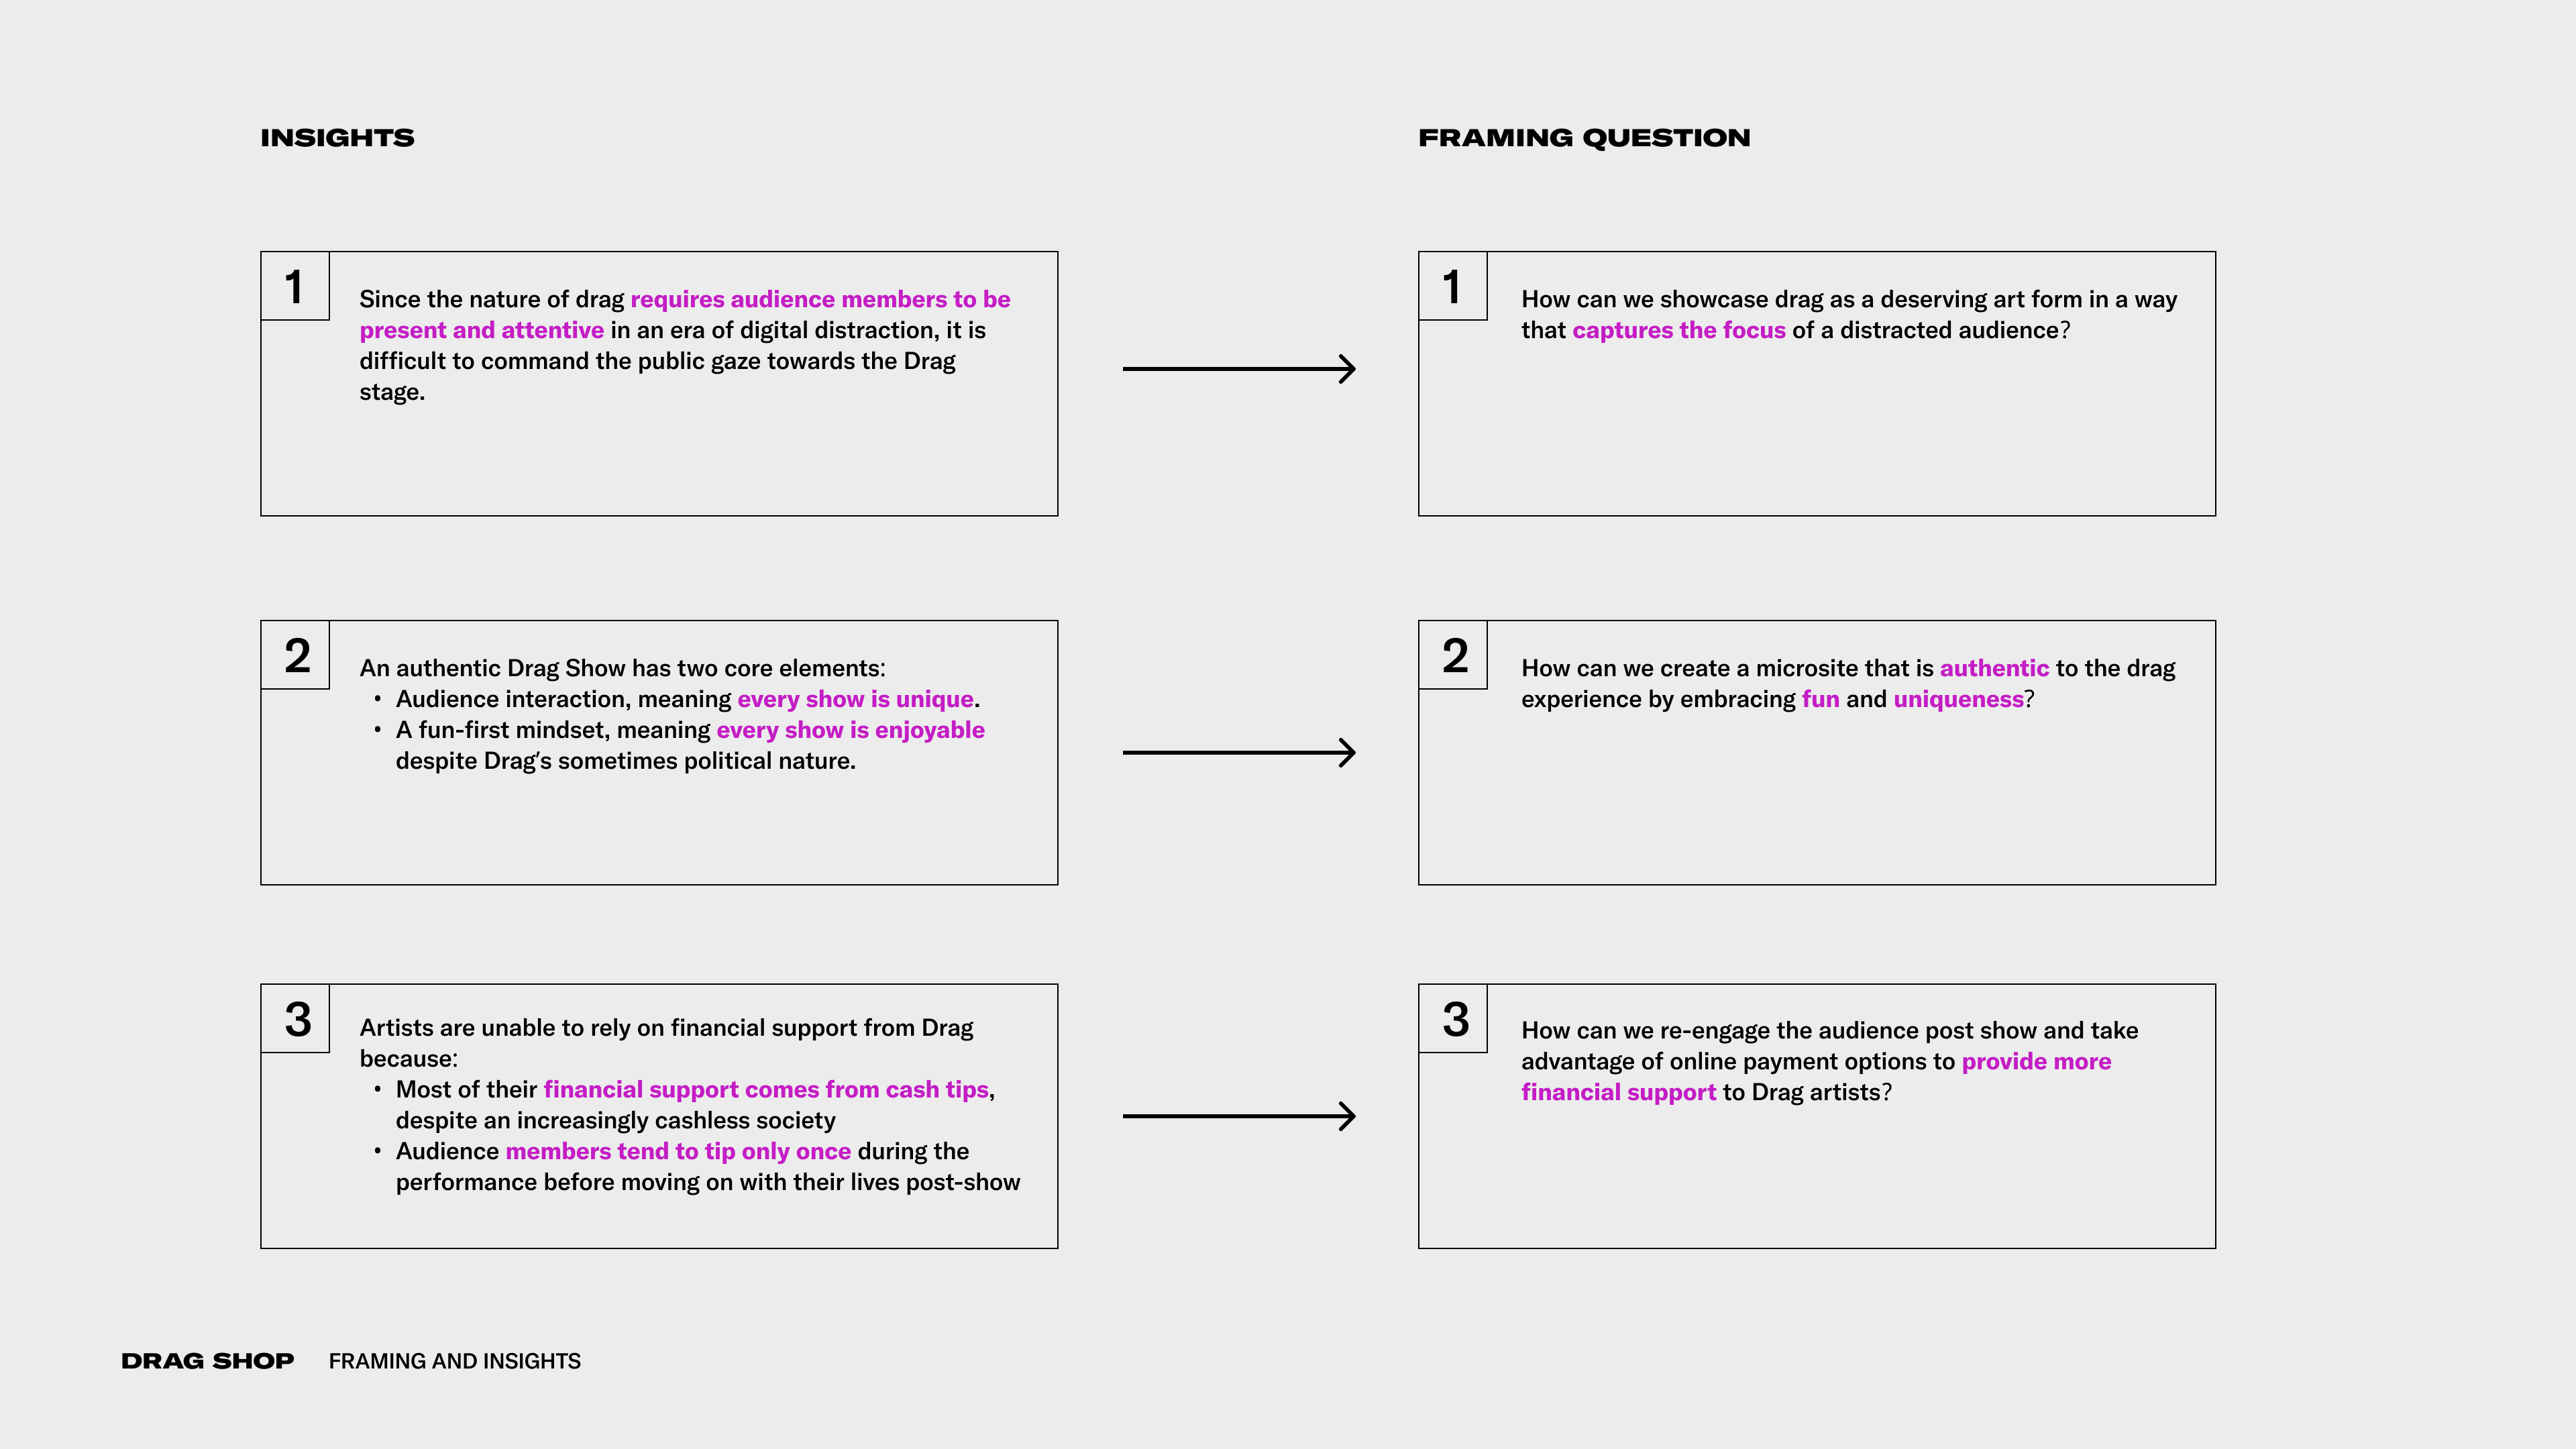 INSIGHTS
FRAMING QUESTION
1
Since the nature of drag requires audience members to be
present and attentive in an era of digital distraction, it is
difficult to command the public gaze towards the Drag
stage.
1
How can we showcase drag as a deserving art form in a way
that captures the focus of a distracted audience?
2
An authentic Drag Show has two core elements:
• Audience interaction, meaning every show is unique.
• A fun-first mindset, meaning every show is enjoyable
despite Drag's sometimes political nature.
2
How can we create a microsite that is authentic to the drag
experience by embracing fun and uniqueness?
3
Artists are unable to rely on financial support from Drag
because:
• Most of their financial support comes from cash tips,
despite an increasingly cashless society
• Audience members tend to tip only once during the
performance before moving on with their lives post-show
3
How can we re-engage the audience post show and take
advantage of online payment options to provide more
financial support to Drag artists?
DRAG SHOP FRAMING AND INSIGHTS